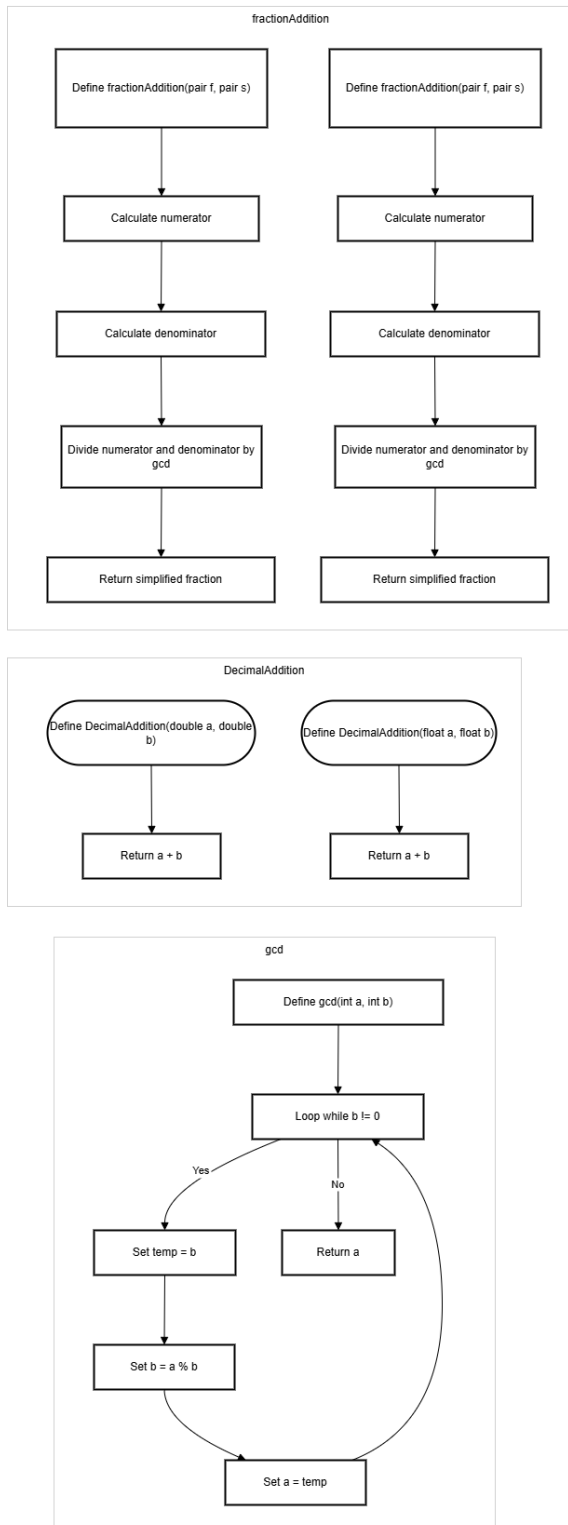 fractionAddition
Define fractionAddition(pair f, pair s)
Define fractionAddition(pair f, pair s)
Calculate numerator
Calculate numerator
Calculate denominator
Calculate denominator
Divide numerator and denominator by
gcd
Divide numerator and denominator by
gcd
Return simplified fraction
Return simplified fraction
DecimalAddition
Define DecimalAddition(double a, double
b)
Define DecimalAddition(float a, float b)
Return a + b
Return a + b
gcd
Define gcd(int a, int b)
Loop while b != 0
Yes
No
Set temp = b
Return a
Set b = a % b
Set a = temp